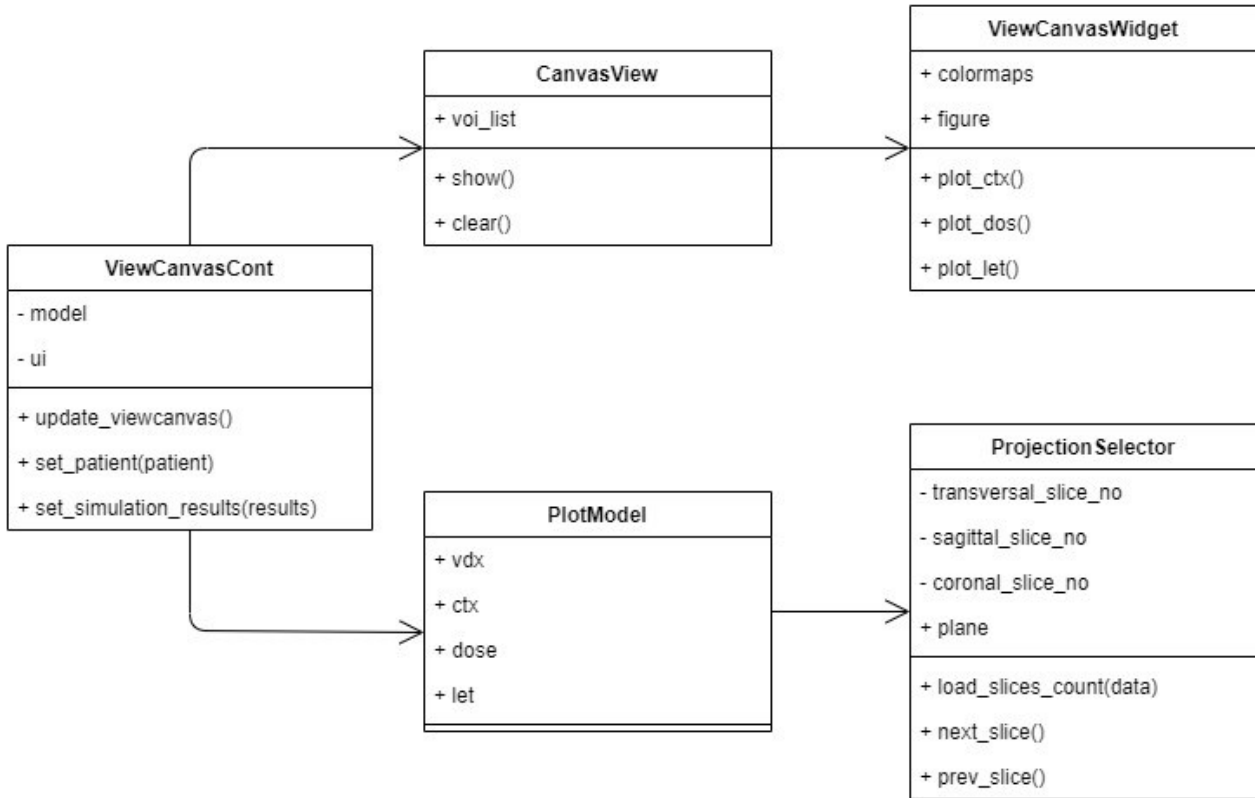 ViewCanvasCont
- model
- ui
+ update_viewcanvas()
+ set_patient(patient)
+ set_simulation_results(results)
CanvasView
+ voi_list
+ show()
+ clear()
ViewCanvasWidget
+ colormaps
+ figure
+ plot_ctx()
+ plot_dos()
+ plot_let()
PlotModel
+ vdx
+ ctx
+ dose
+ let
ProjectionSelector
- transversal_slice_no
- sagittal_slice_no
- coronal_slice_no
+ plane
+ load_slices_count(data)
+ next_slice()
+ prev_slice()